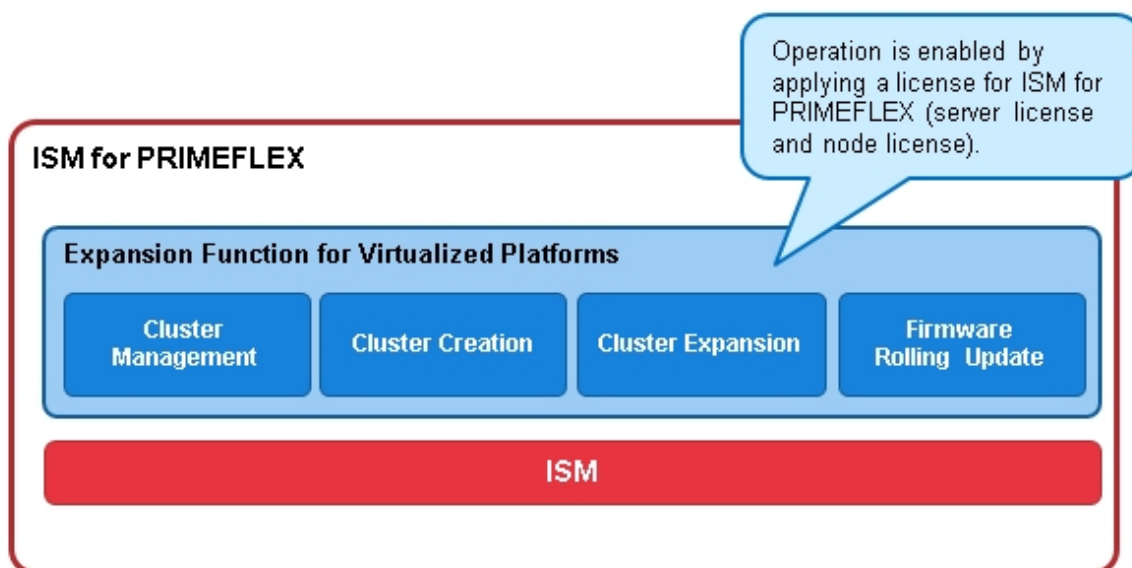 Operation is enabled by
applying a license for ISM for
PRIMEFLEX (server license
and node license).
ISM for PRIMEFLEX
Expansion Function for Virtualized Platforms
Cluster
Management
Cluster Creation
Cluster Expansion
Firmware
Rolling Update
ISM